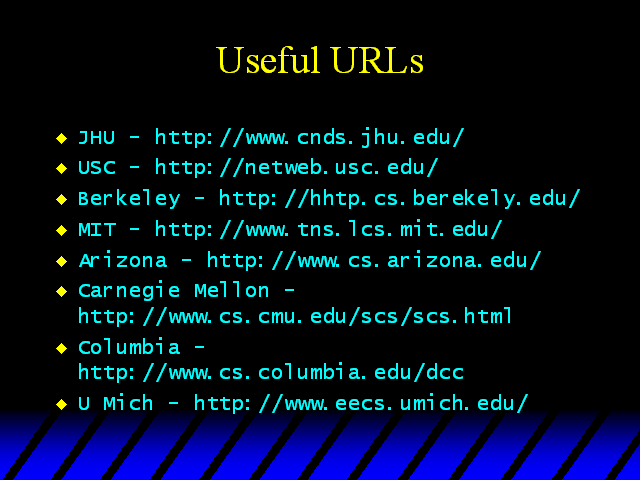 Useful URLs
◆ JHU - http://www.cnds.jhu.edu/
◆ USC - http://netweb.usc.edu/
◆ Berkeley - http://hhtp.cs.berekely.edu/
◆ MIT - http://www.tns.lcs.mit.edu/
◆ Arizona - http://www.cs.arizona.edu/
◆ Carnegie Mellon -
http://www.cs.cmu.edu/scs/scs.html
◆ Columbia -
http://www.cs.columbia.edu/dcc
◆ U Mich - http://www.eecs.umich.edu/